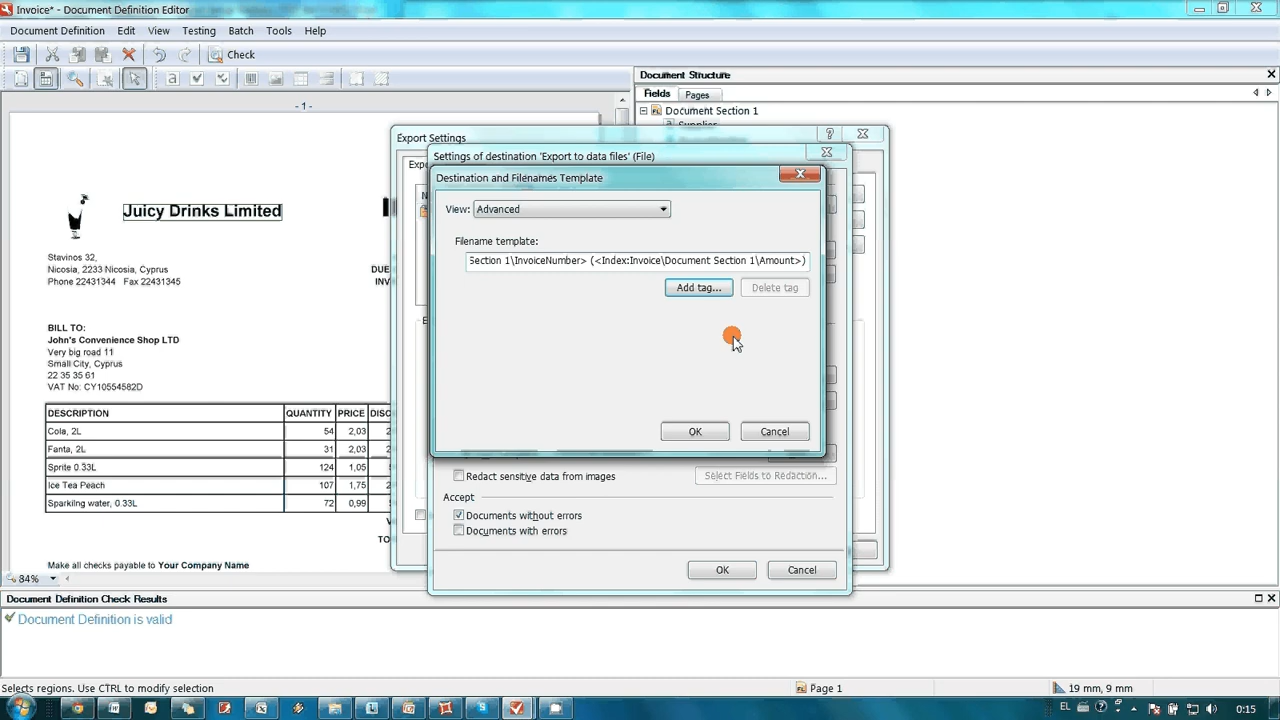 Invoice* - Document Definition Editor
Document Definition Edit View Testing Batch Tools Help
Check
- 1 -
Juicy Drinks Limited
Stavinos 32,
Nicosia, 2233 Nicosia, Cyprus
Phone 22431344 Fax 22431345
DUE
INV
BILL TO:
John's Convenience Shop LTD
Very big road 11
Small City, Cyprus
22 35 35 61
VAT No: CY10554582D
DESCRIPTION QUANTITY PRICE DISC
Cola, 2L 54 2,03
Fanta, 2L 31 2,03
Sprite 0.33L 124 1,05
Ice Tea Peach 107 1,75
Sparkilng water, 0.33L 72 0,99
TO
Make all checks payable to Your Company Name
84%
Document Structure
Fields Pages
Document Section 1
Supplier
Export Settings
Expo
Settings of destination 'Export to data files' (File)
Destination and Filenames Template
View: Advanced
Filename template:
Section 1\InvoiceNumber> (<Index:Invoice\Document Section 1\Amount>)
Add tag... Delete tag
OK Cancel
Redact sensitive data from images Select Fields to Redaction...
Accept
Documents without errors
Documents with errors
OK Cancel
Document Definition Check Results
Document Definition is valid
Selects regions. Use CTRL to modify selection Page 1 19 mm, 9 mm
EL 0:15